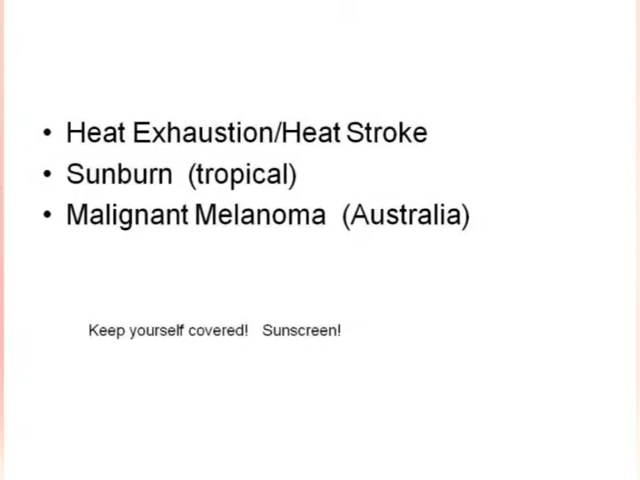 • Heat Exhaustion/Heat Stroke
• Sunburn (tropical)
• Malignant Melanoma (Australia)
Keep yourself covered! Sunscreen!